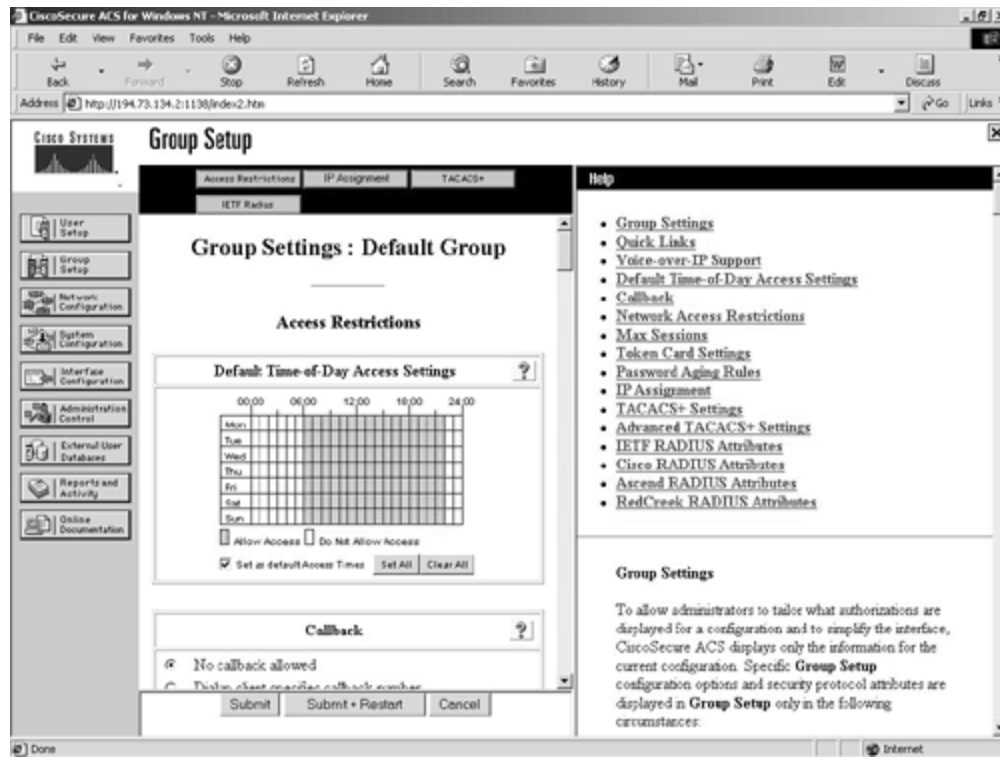 CiscoSecure ACS for Windows NT - Microsoft Internet Explorer
File Edit View Favorites Tools Help
Back Forward Stop Refresh Home Search Favorites History Mail Print Edit Discuss
Address http://194.73.134.2:1138/index2.htm Go Links
CISCO SYSTEMS
Group Setup
User Setup
Group Setup
Network Configuration
System Configuration
Interface Configuration
Administration Control
External User Databases
Reports and Activity
Online Documentation
Access Restrictions IP Assignment TACACS+
IETF Radius
Group Settings : Default Group
Access Restrictions
Default Time-of-Day Access Settings ?
00:00 06:00 12:00 18:00 24:00
Mon
Tue
Wed
Thu
Fri
Sat
Sun
Allow Access Do Not Allow Access
Set as default Access Times Set All Clear All
Callback ?
No callback allowed
Dialup client specifies callback number
Submit Submit + Restart Cancel
Help
Group Settings
Quick Links
Voice-over-IP Support
Default Time-of-Day Access Settings
Callback
Network Access Restrictions
Max Sessions
Token Card Settings
Password Aging Rules
IP Assignment
TACACS+ Settings
Advanced TACACS+ Settings
IETF RADIUS Attributes
Cisco RADIUS Attributes
Ascend RADIUS Attributes
RedCreek RADIUS Attributes
Group Settings
To allow administrators to tailor what authorizations are
displayed for a configuration and to simplify the interface,
CiscoSecure ACS displays only the information for the
current configuration. Specific Group Setup
configuration options and security protocol attributes are
displayed in Group Setup only in the following
circumstances:
Done Internet